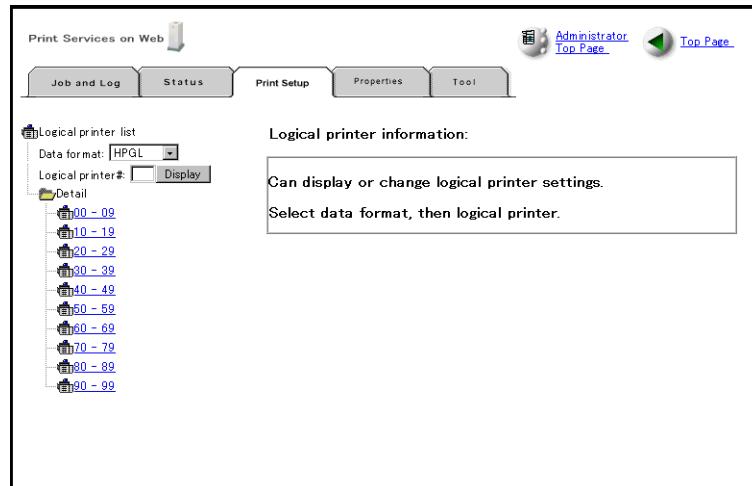 Print Services on Web
Administrator
Top Page
Top Page
Job and Log
Status
Print Setup
Properties
Tool
Logical printer list
Data format: HPGL
Logical printer#: Display
Detail
00 - 09
10 - 19
20 - 29
30 - 39
40 - 49
50 - 59
60 - 69
70 - 79
80 - 89
90 - 99
Logical printer information:
Can display or change logical printer settings.
Select data format, then logical printer.